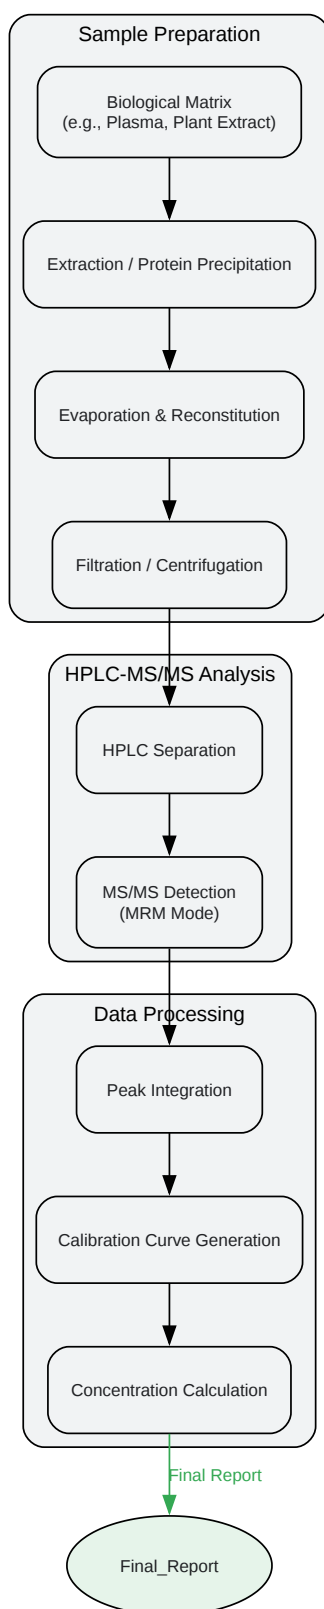 Sample Preparation
Biological Matrix
(e.g., Plasma, Plant Extract)
Extraction / Protein Precipitation
Evaporation & Reconstitution
Filtration / Centrifugation
HPLC-MS/MS Analysis
HPLC Separation
MS/MS Detection
(MRM Mode)
Data Processing
Peak Integration
Calibration Curve Generation
Concentration Calculation
Final Report
Final_Report